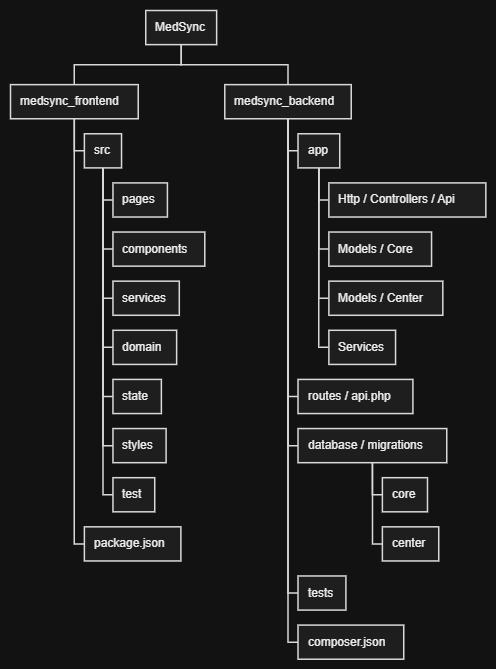 MedSync
medsync_frontend
src
pages
components
services
domain
state
styles
test
package.json
medsync_backend
app
Http / Controllers / Api
Models / Core
Models / Center
Services
routes / api.php
database / migrations
core
center
tests
composer.json